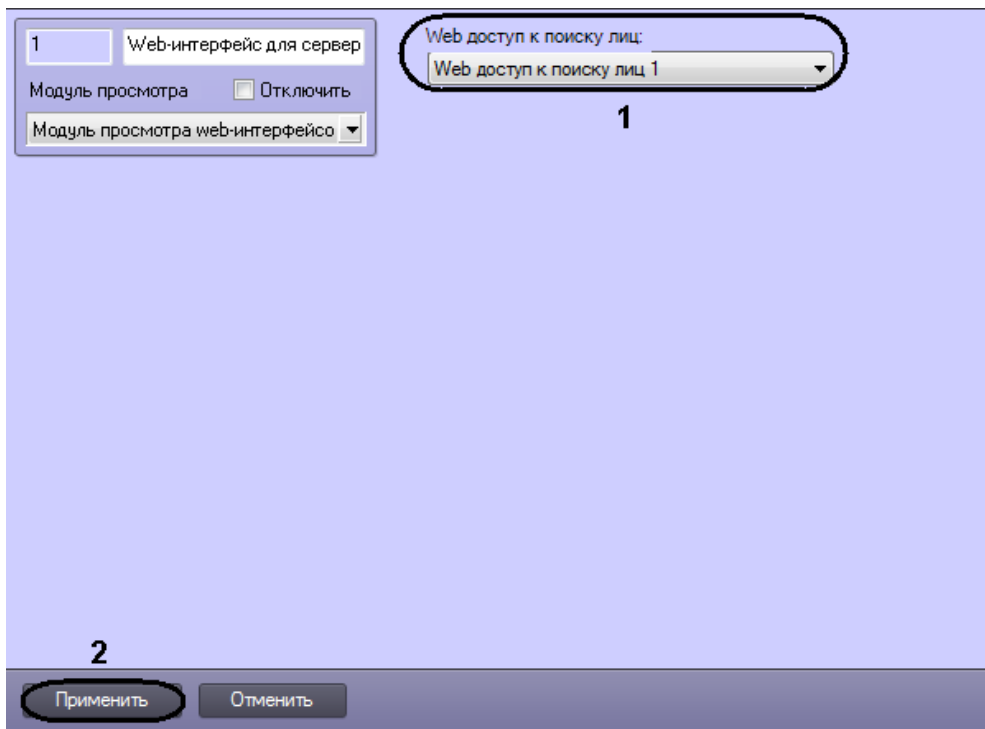 1 Web-интерфейс для сервер
Модуль просмотра Отключить
Модуль просмотра web-интерфейсо
Web доступ к поиску лиц:
Web доступ к поиску лиц 1
1
2
Применить Отменить